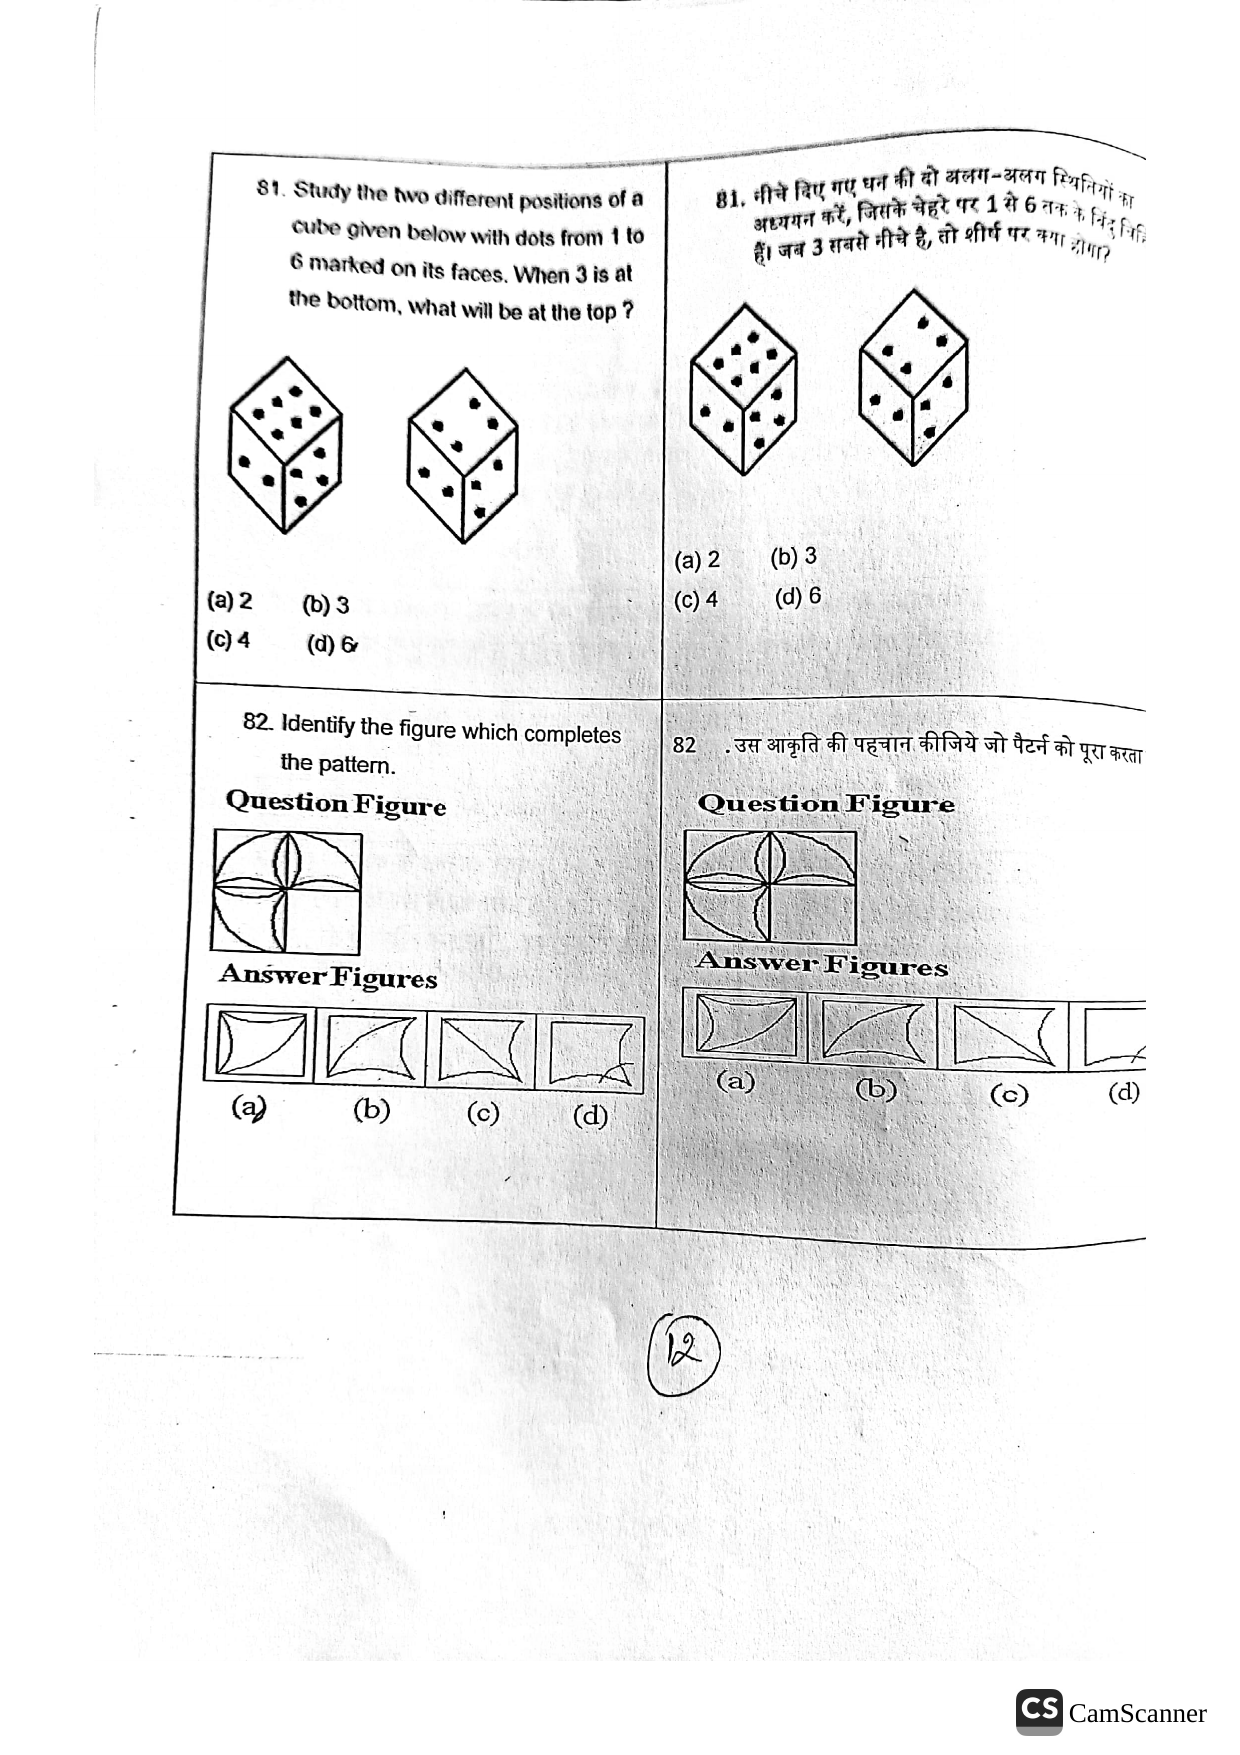 81. Study the two different positions of a
cube given below with dots from 1 to
6 marked on its faces. When 3 is at
the bottom, what will be at the top ?
(a) 2 (b) 3
(c) 4 (d) 6
81. नीचे दिए गए घन की दो अलग-अलग स्थितियों का
अध्ययन करें, जिसके चेहरे पर 1 से 6 तक के बिंदु
हैं। जब 3 सबसे नीचे है, तो शीर्ष पर क्या होगा?
(a) 2 (b) 3
(c) 4 (d) 6
82. Identify the figure which completes
the pattern.
Question Figure
Answer Figures
(a) (b) (c) (d)
82 .उस आकृति की पहचान कीजिये जो पैटर्न को पूरा करता
Question Figure
Answer Figures
(a) (b) (c) (d)
12
CS CamScanner